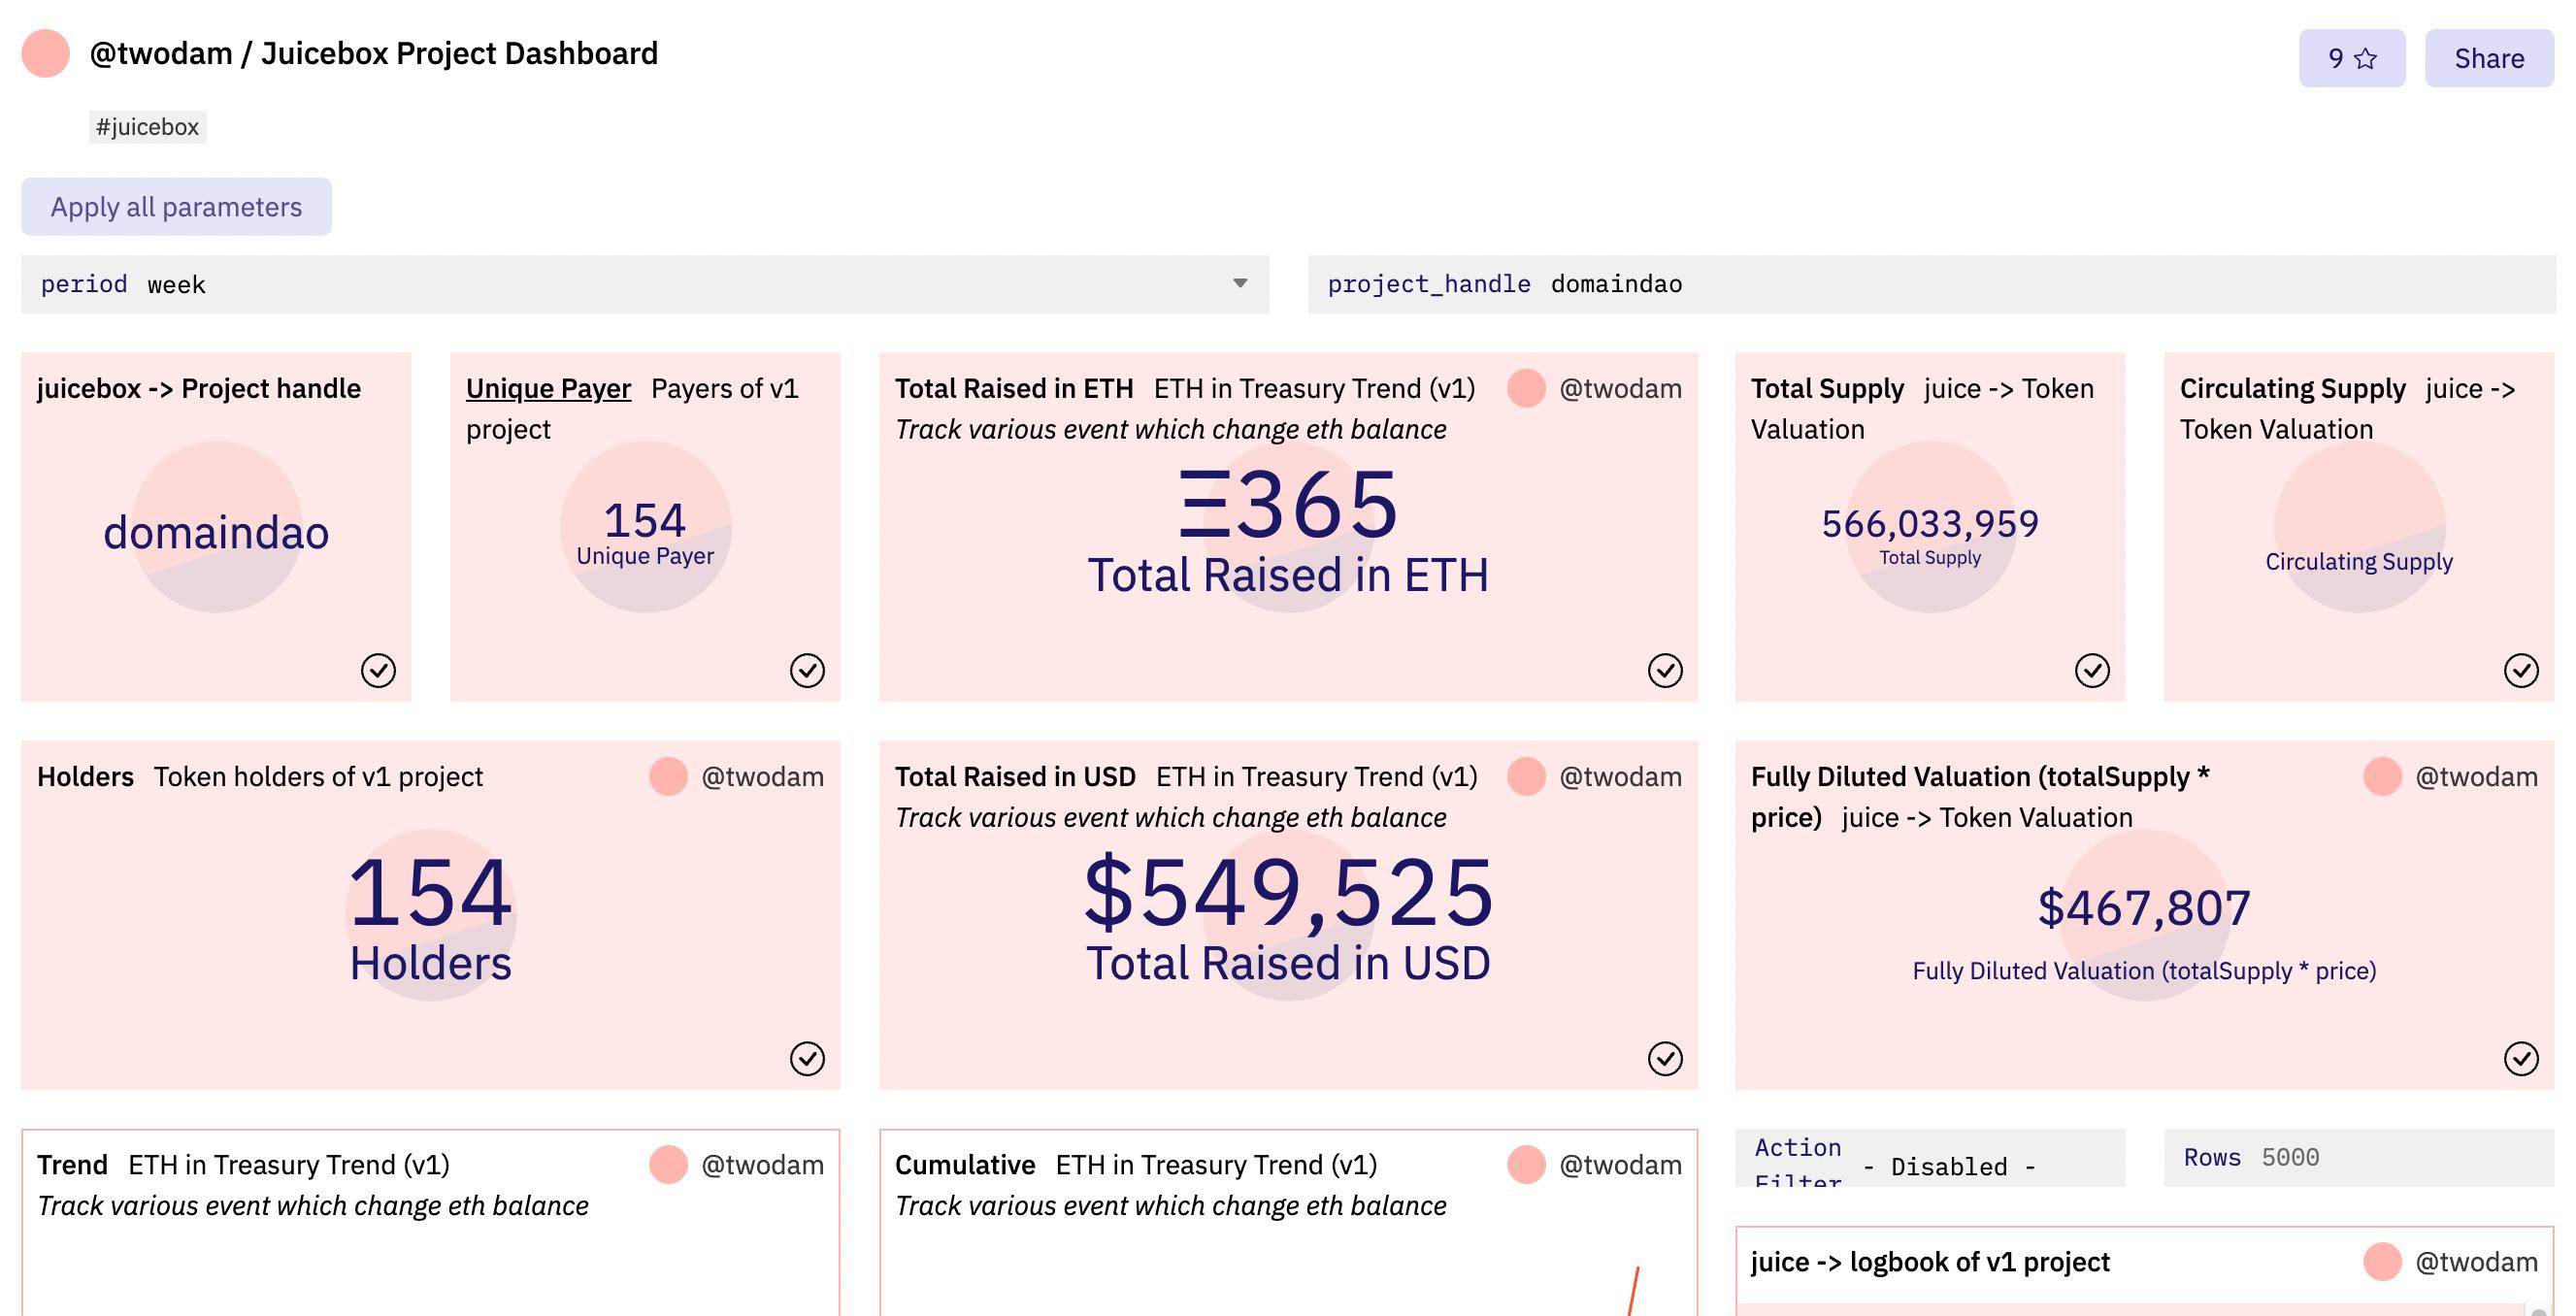 @twodam / Juicebox Project Dashboard
9
Share
#juicebox
Apply all parameters
period week
project_handle domaindao
juicebox -> Project handle
domaindao
Unique Payer Payers of v1
project
154
Unique Payer
Total Raised in ETH ETH in Treasury Trend (v1) @twodam
Track various event which change eth balance
Ξ365
Total Raised in ETH
Total Supply juice -> Token
Valuation
566,033,959
Total Supply
Circulating Supply juice ->
Token Valuation
Circulating Supply
Holders Token holders of v1 project @twodam
154
Holders
Total Raised in USD ETH in Treasury Trend (v1) @twodam
Track various event which change eth balance
$549,525
Total Raised in USD
Fully Diluted Valuation (totalSupply * @twodam
price) juice -> Token Valuation
$467,807
Fully Diluted Valuation (totalSupply * price)
Trend ETH in Treasury Trend (v1) @twodam
Track various event which change eth balance
Cumulative ETH in Treasury Trend (v1) @twodam
Track various event which change eth balance
Action
Filter
- Disabled -
Rows 5000
juice -> logbook of v1 project @twodam